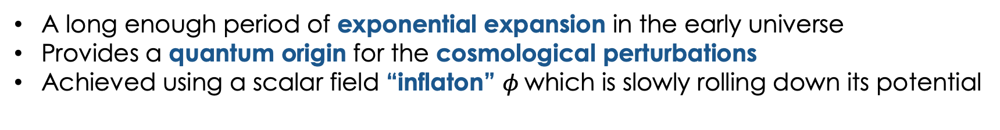 • A long enough period of exponential expansion in the early universe
• Provides a quantum origin for the cosmological perturbations
• Achieved using a scalar field “inflaton” 𝜙 which is slowly rolling down its potential